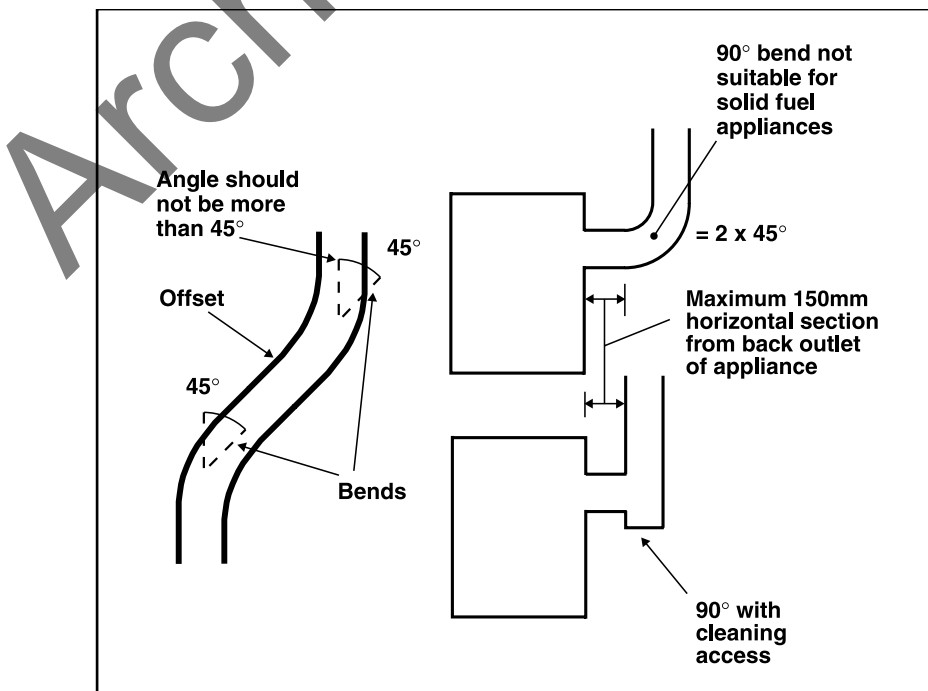 Arch
90° bend not
suitable for
solid fuel
appliances
Angle should
not be more
than 45°
45°
= 2 x 45°
Offset
Maximum 150mm
horizontal section
from back outlet
of appliance
45°
Bends
90° with
cleaning
access